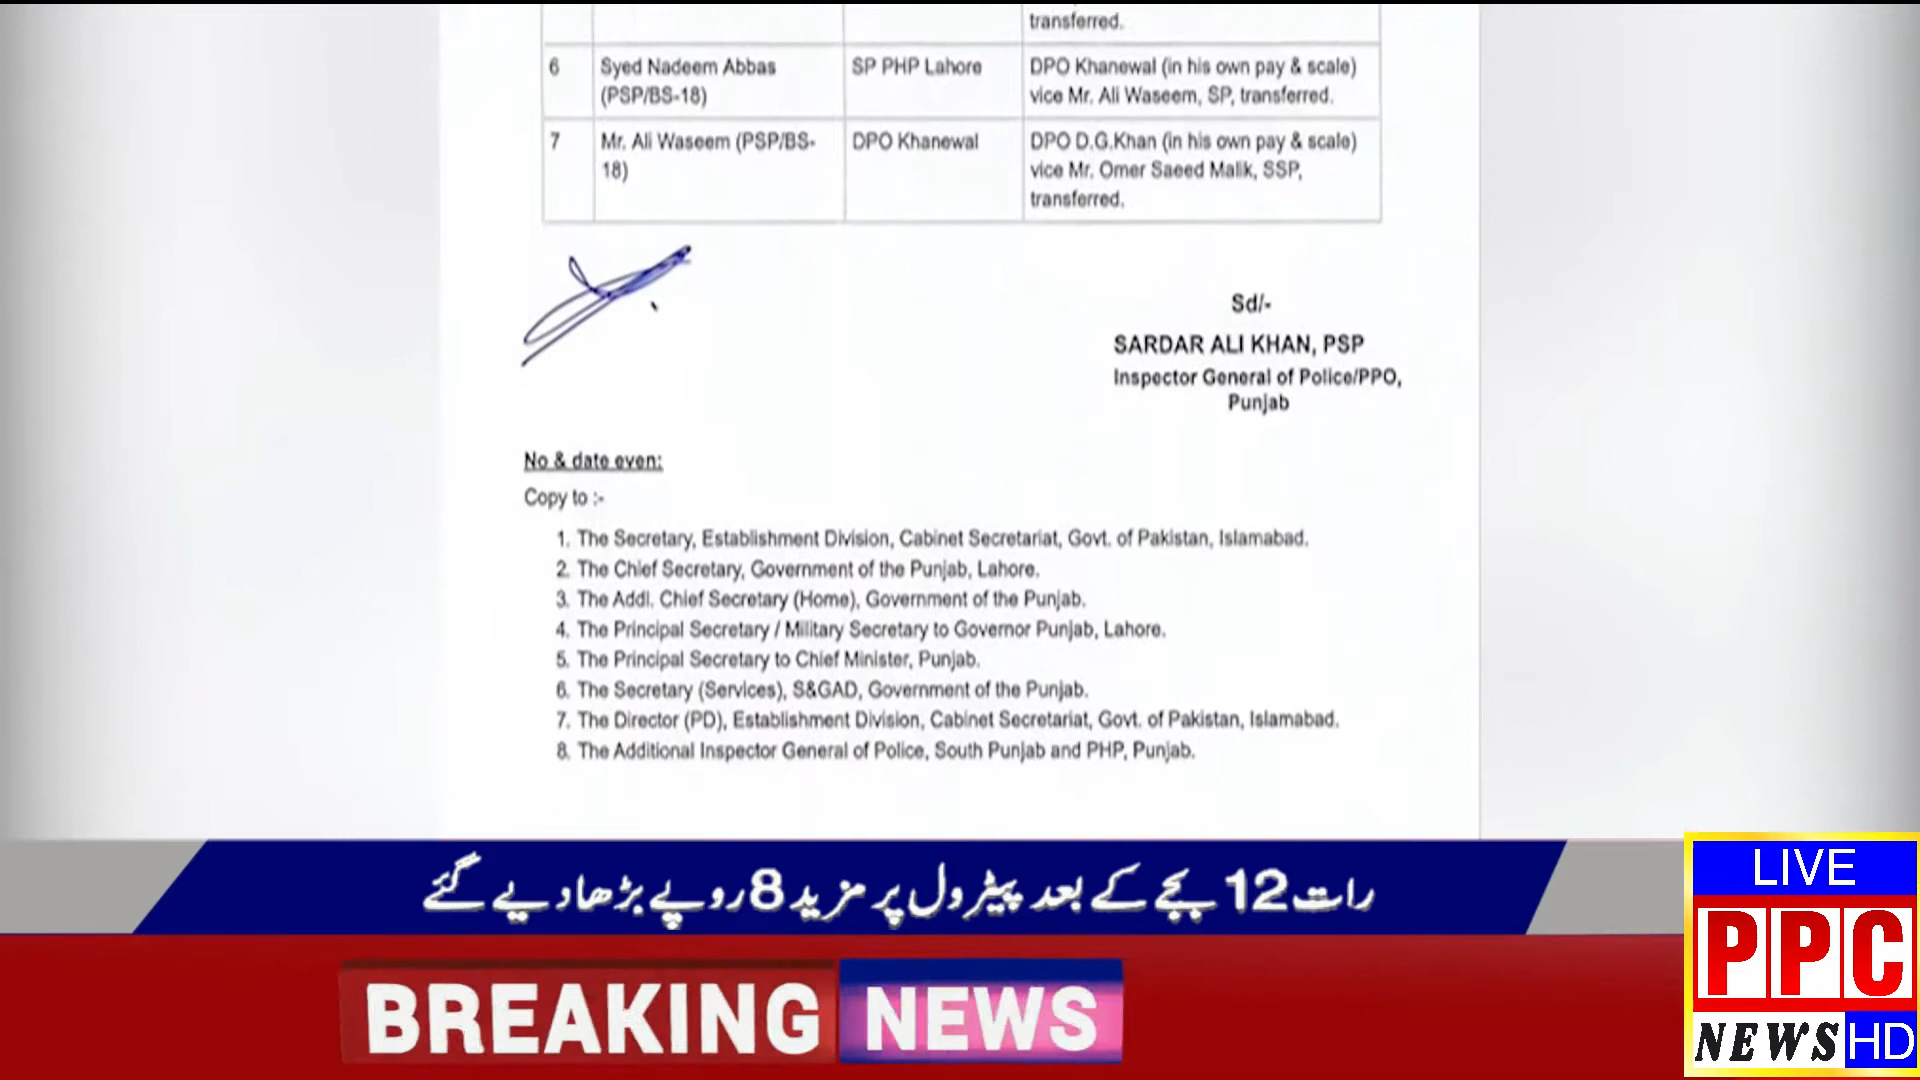 transferred.
6 Syed Nadeem Abbas SP PHP Lahore DPO Khanewal (in his own pay & scale)
(PSP/BS-18) vice Mr. Ali Waseem, SP, transferred.
7 Mr. Ali Waseem (PSP/BS- DPO Khanewal DPO D.G.Khan (in his own pay & scale)
18) vice Mr. Omer Saeed Malik, SSP,
transferred.
Sd/-
SARDAR ALI KHAN, PSP
Inspector General of Police/PPO,
Punjab
No & date even:
Copy to :-
1. The Secretary, Establishment Division, Cabinet Secretariat, Govt. of Pakistan, Islamabad.
2. The Chief Secretary, Government of the Punjab, Lahore.
3. The Addl. Chief Secretary (Home), Government of the Punjab.
4. The Principal Secretary / Military Secretary to Governor Punjab, Lahore.
5. The Principal Secretary to Chief Minister, Punjab.
6. The Secretary (Services), S&GAD, Government of the Punjab.
7. The Director (PD), Establishment Division, Cabinet Secretariat, Govt. of Pakistan, Islamabad.
8. The Additional Inspector General of Police, South Punjab and PHP, Punjab.
رات 12 بجے کے بعد پیٹرول پر مزید 8 روپے بڑھا دیے گئے
BREAKING NEWS
LIVE
PPC
NEWS HD